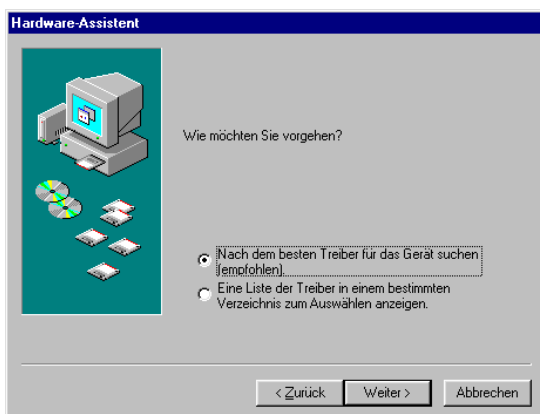 Hardware-Assistent
Wie möchten Sie vorgehen?
Nach dem besten Treiber für das Gerät suchen
(empfohlen).
Eine Liste der Treiber in einem bestimmten
Verzeichnis zum Auswählen anzeigen.
< Zurück Weiter > Abbrechen